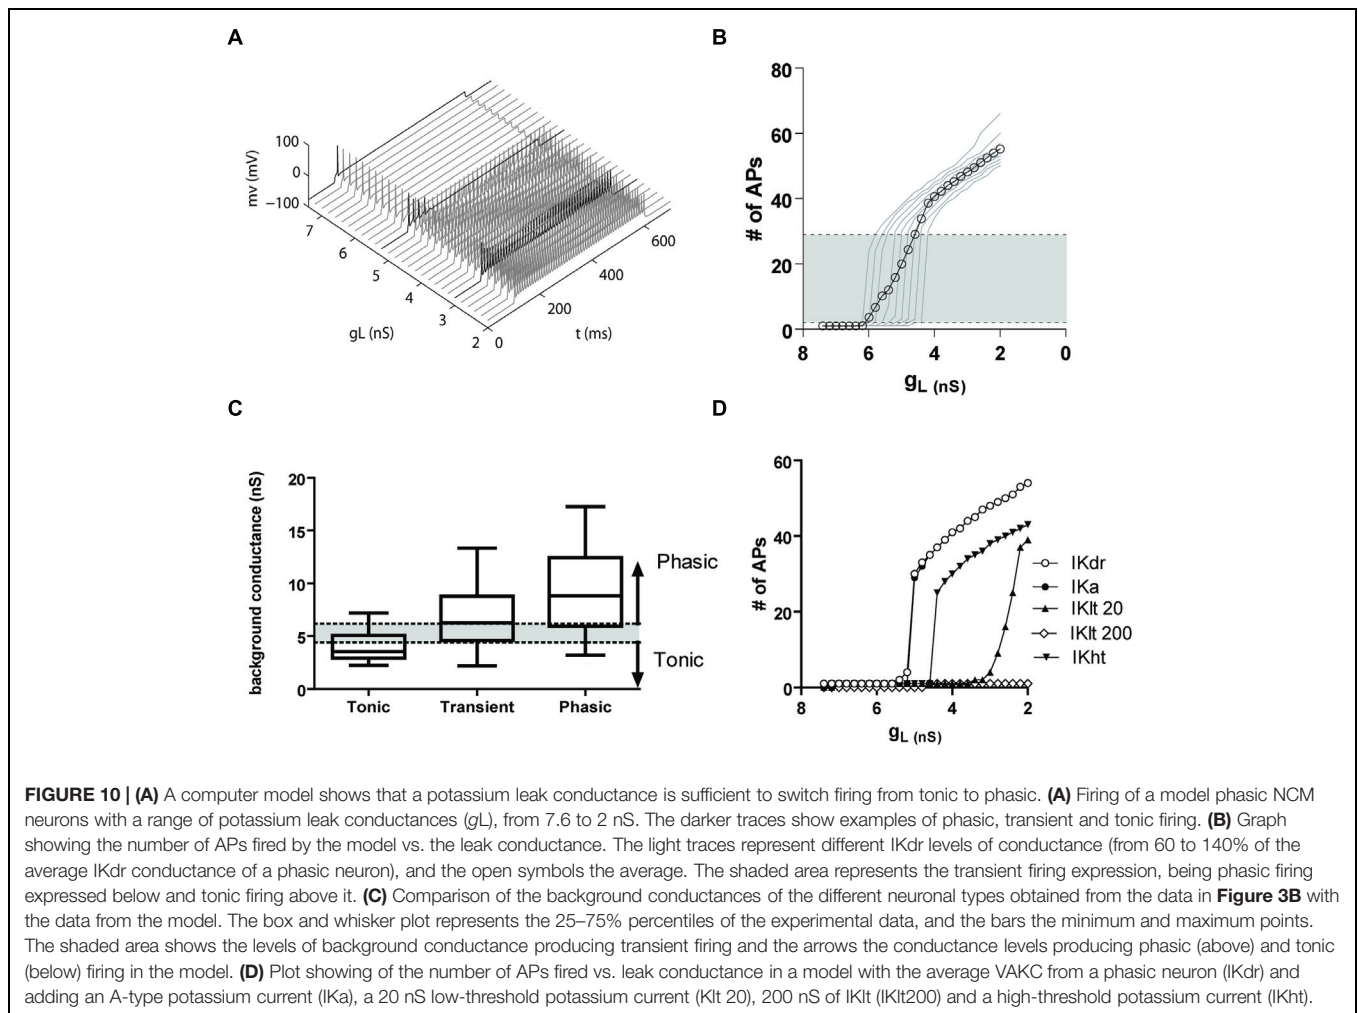 A
B
100
0
−100
mv (mV)
7
6
5
4
3
2
gL (nS)
0
200
400
600
t (ms)
80
60
40
20
0
# of APs
8 6 4 2 0
gL (nS)
C
D
20
15
10
5
0
background conductance (nS)
Phasic
Tonic
Tonic Transient Phasic
60
40
20
0
# of APs
IKdr
IKa
IKlt 20
IKlt 200
IKht
8 6 4 2
gL (nS)
FIGURE 10 | (A) A computer model shows that a potassium leak conductance is sufficient to switch firing from tonic to phasic. (A) Firing of a model phasic NCM
neurons with a range of potassium leak conductances (gL), from 7.6 to 2 nS. The darker traces show examples of phasic, transient and tonic firing. (B) Graph
showing the number of APs fired by the model vs. the leak conductance. The light traces represent different IKdr levels of conductance (from 60 to 140% of the
average IKdr conductance of a phasic neuron), and the open symbols the average. The shaded area represents the transient firing expression, being phasic firing
expressed below and tonic firing above it. (C) Comparison of the background conductances of the different neuronal types obtained from the data in Figure 3B with
the data from the model. The box and whisker plot represents the 25–75% percentiles of the experimental data, and the bars the minimum and maximum points.
The shaded area shows the levels of background conductance producing transient firing and the arrows the conductance levels producing phasic (above) and tonic
(below) firing in the model. (D) Plot showing of the number of APs fired vs. leak conductance in a model with the average VAKC from a phasic neuron (IKdr) and
adding an A-type potassium current (IKa), a 20 nS low-threshold potassium current (Klt 20), 200 nS of IKlt (IKlt200) and a high-threshold potassium current (IKht).